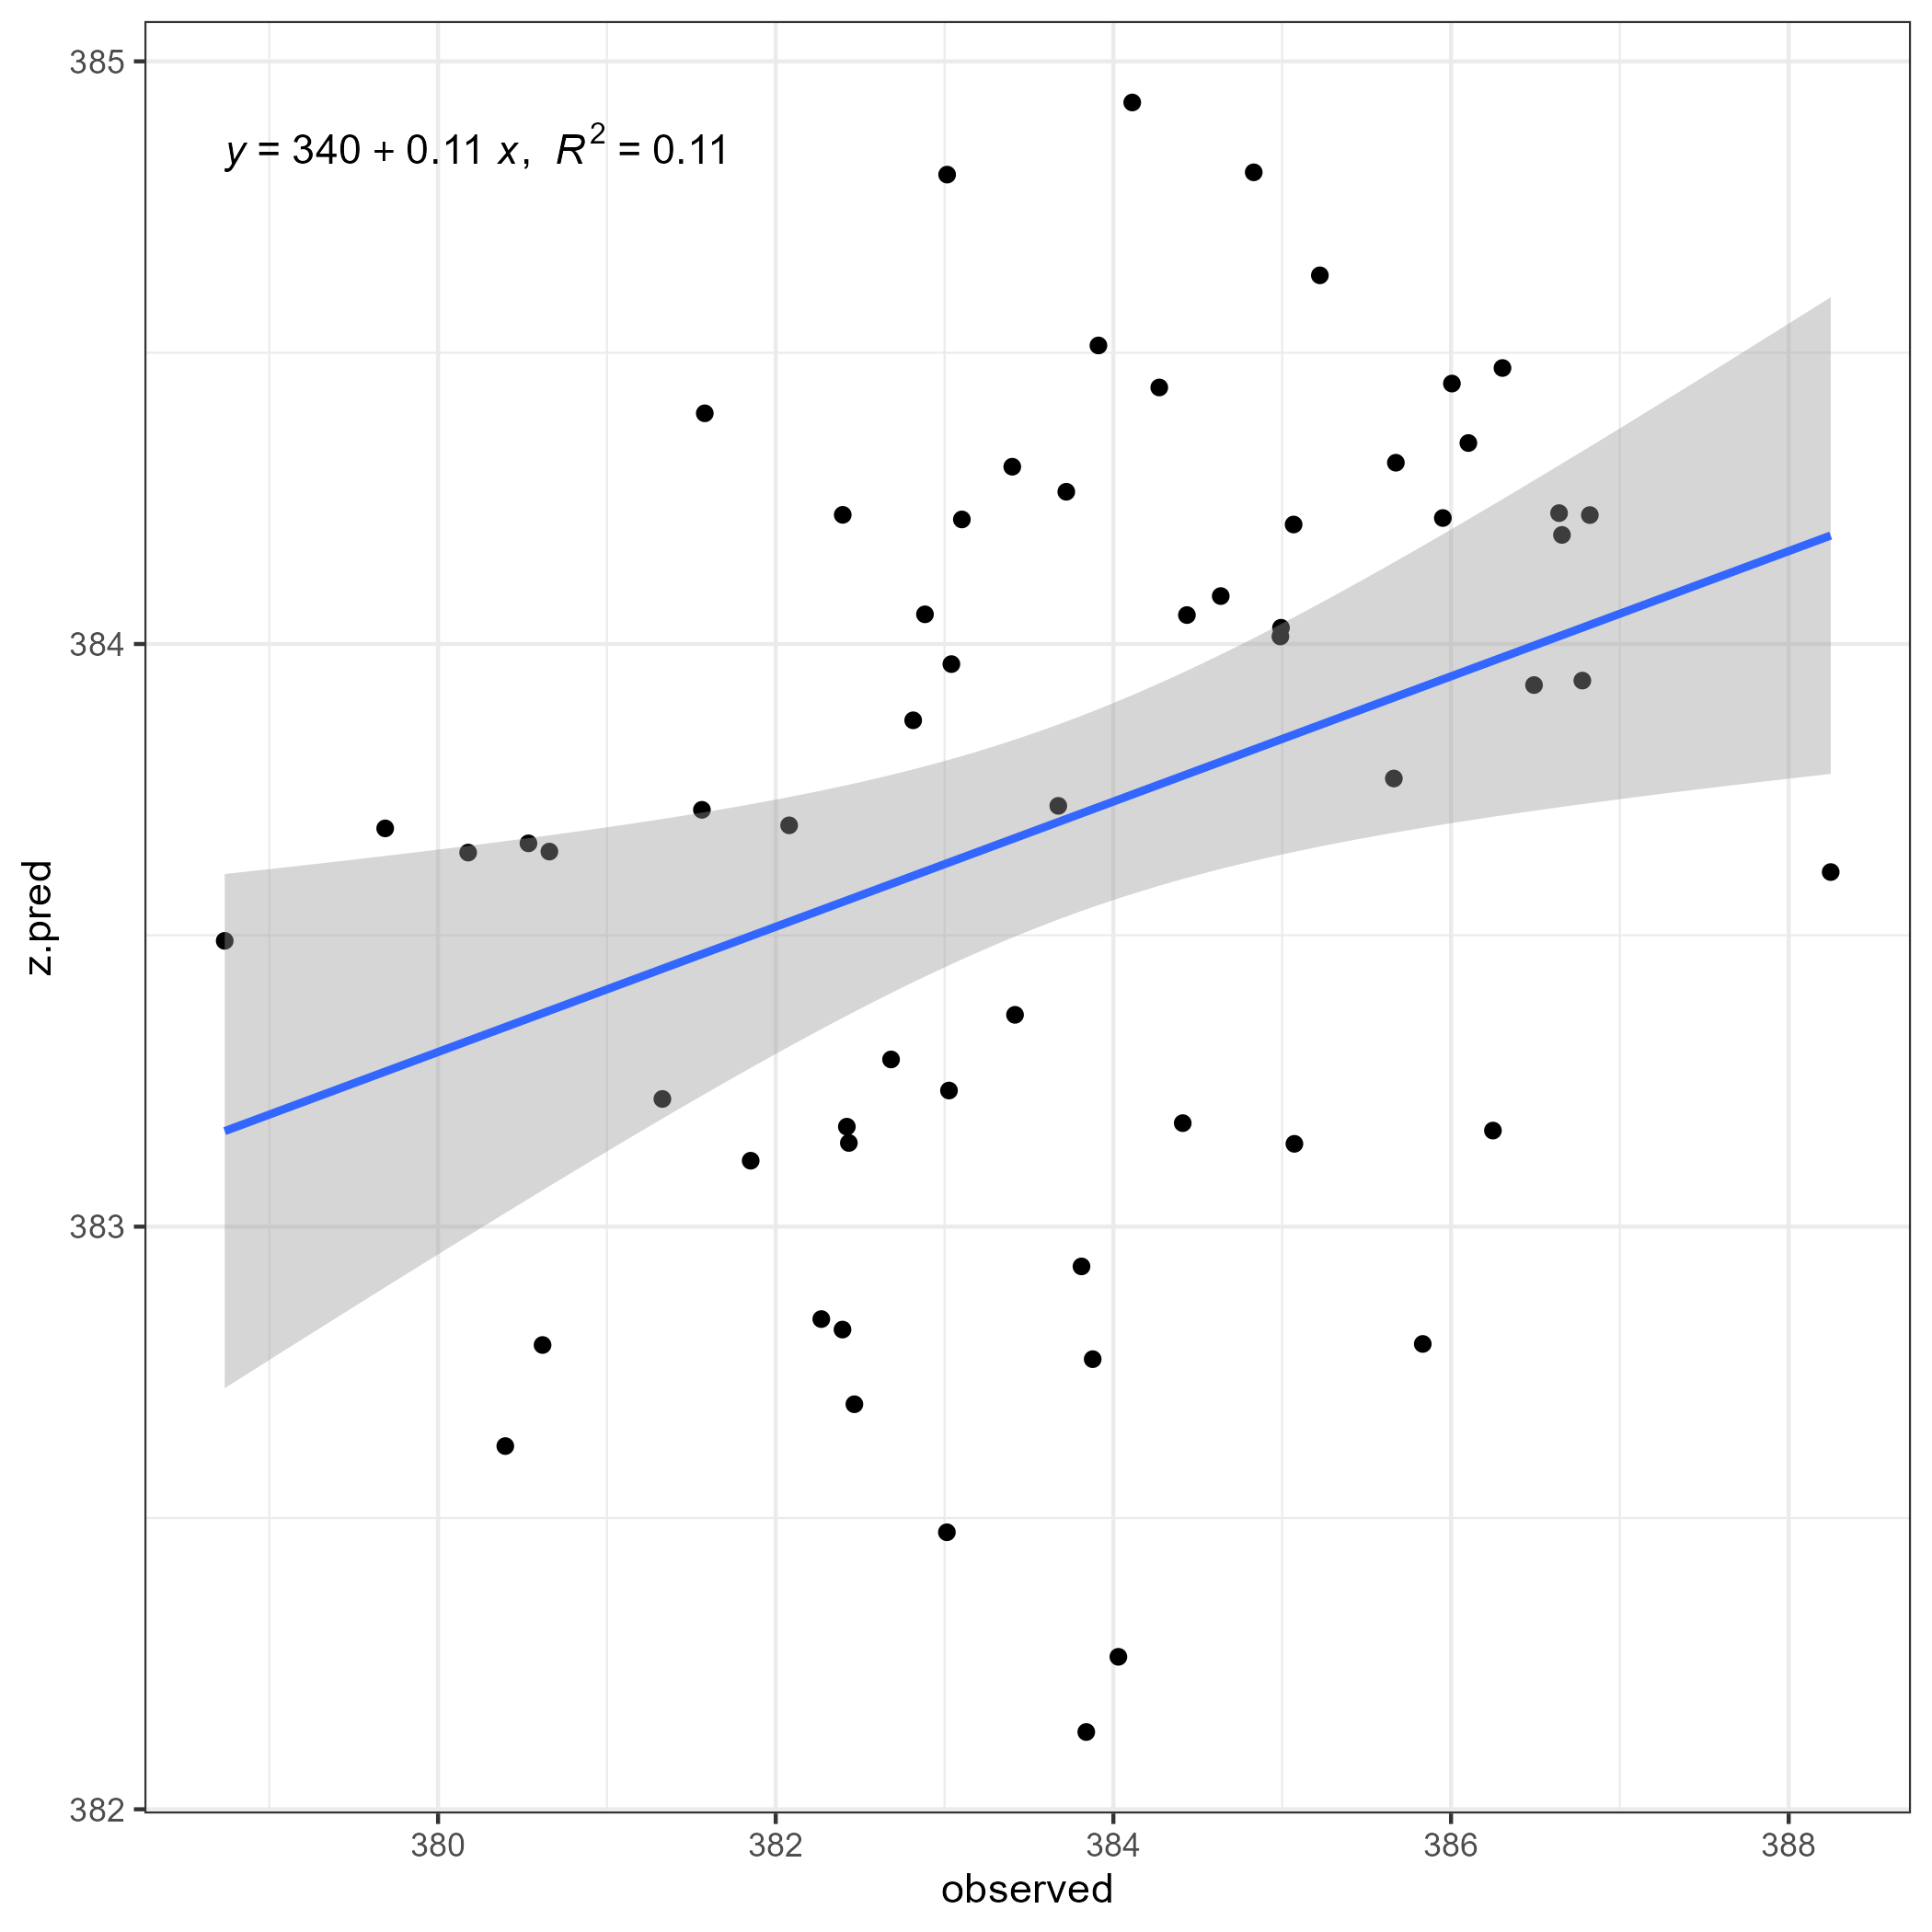 385
y = 340 + 0.11 x, R² = 0.11
384
z.pred
383
382
380 382 384 386 388
observed